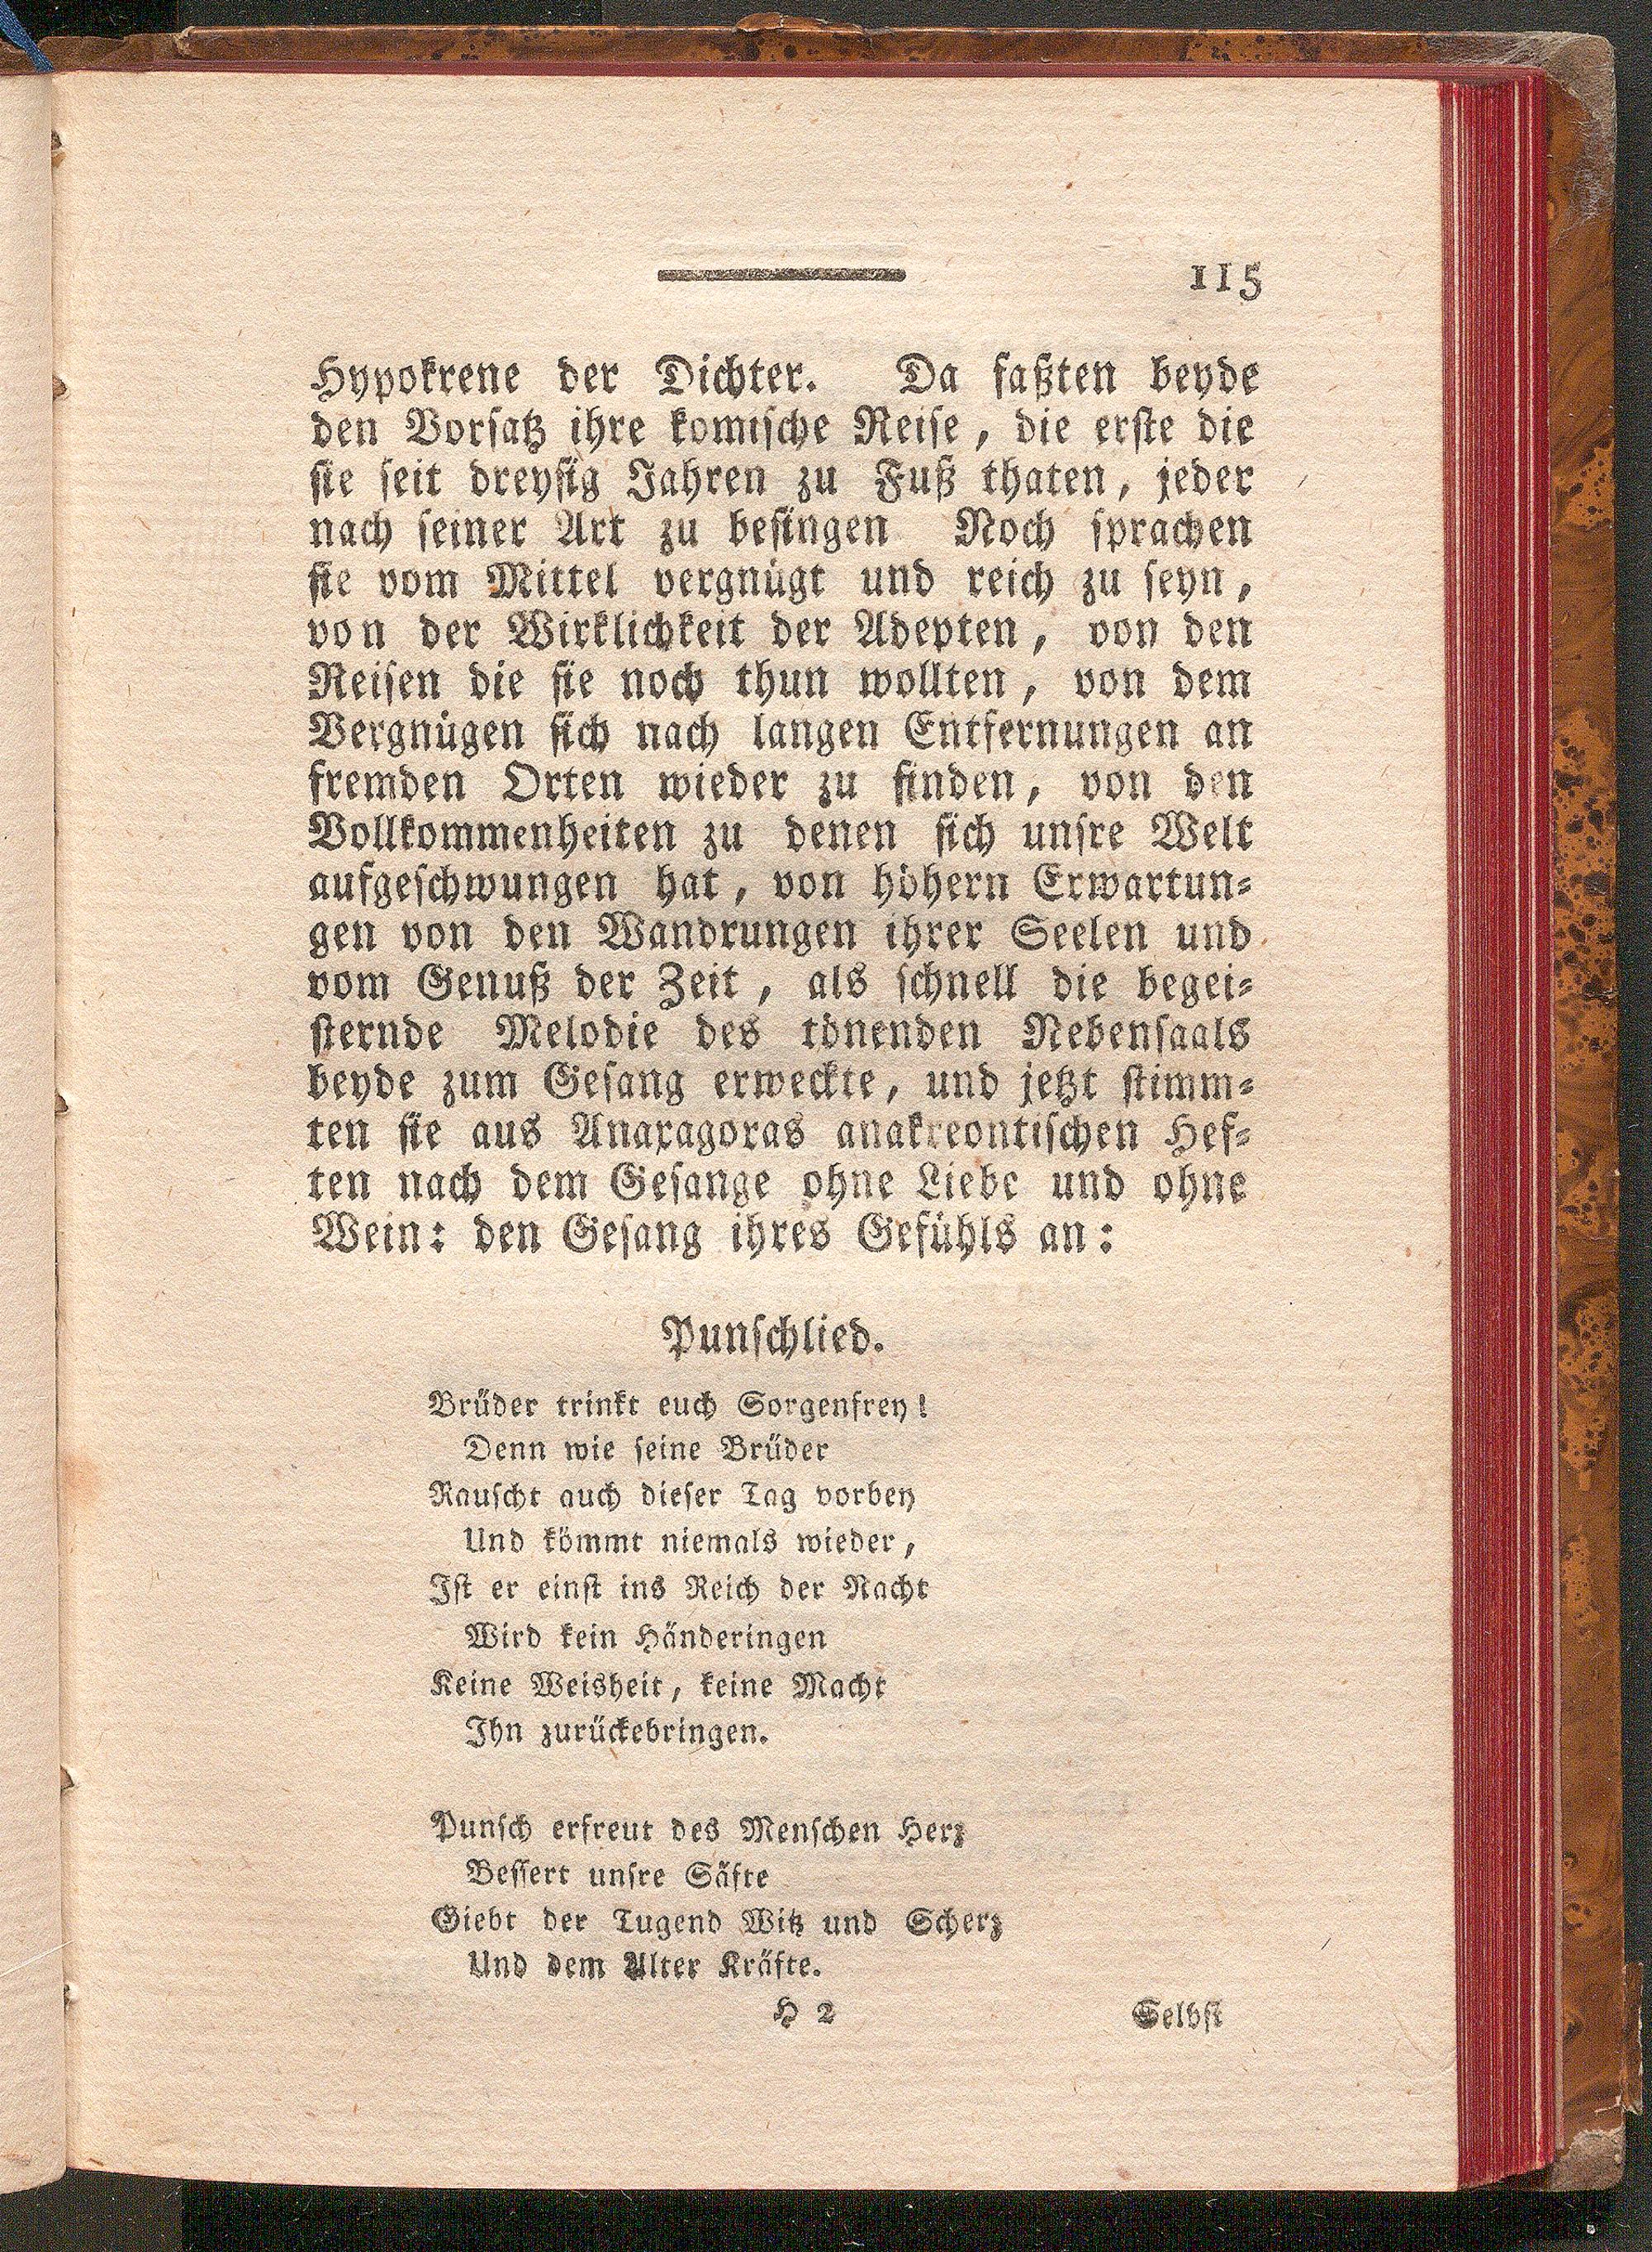 115
Hypokrene der Dichter. Da faßten beyde
den Vorsatz ihre komische Reise, die erste die
sie seit dreysig Jahren zu Fuß thaten, jeder
nach seiner Art zu besingen Noch sprachen
sie vom Mittel vergnügt und reich zu seyn,
von der Wirklichkeit der Adepten, von den
Reisen die sie noch thun wollten, von dem
Vergnügen sich nach langen Entfernungen an
fremden Orten wieder zu finden, von den
Vollkommenheiten zu denen sich unsre Welt
aufgeschwungen hat, von höhern Erwartun-
gen von den Wandrungen ihrer Seelen und
vom Genuß der Zeit, als schnell die begei-
sternde Melodie des tönenden Nebensaals
beyde zum Gesang erweckte, und jetzt stimm-
ten sie aus Anaxagoras anakreontischen Hef-
ten nach dem Gesange ohne Liebe und ohne
Wein: den Gesang ihres Gefühls an:
Punschlied.
Brüder trinkt euch Sorgenfrey!
Denn wie seine Brüder
Rauscht auch dieser Tag vorbey
Und kömmt niemals wieder,
Ist er einst ins Reich der Nacht
Wird kein Händeringen
Keine Weisheit, keine Macht
Ihn zurückebringen.
Punsch erfreut des Menschen Herz
Bessert unsre Säfte
Giebt der Tugend Witz und Scherz
Und dem Alter Kräfte.
H 2 Selbst